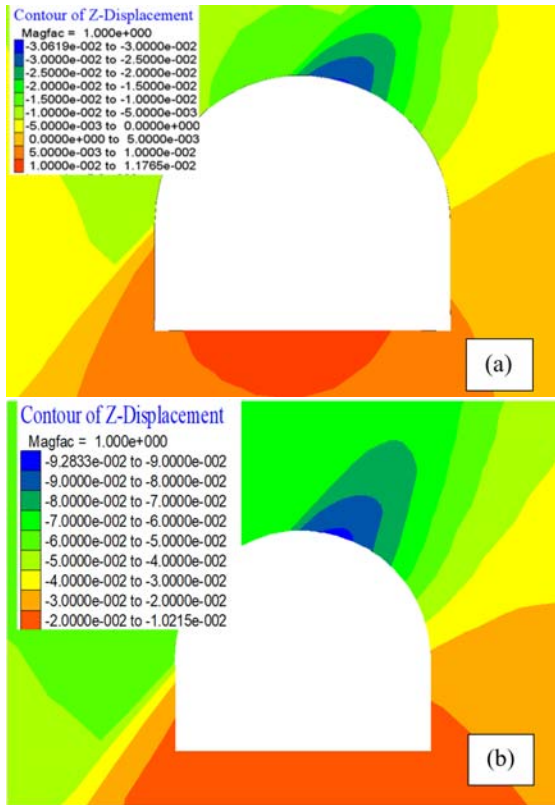 Contour of Z-Displacement
Magfac = 1.000e+000
-3.0619e-002 to -3.0000e-002
-3.0000e-002 to -2.5000e-002
-2.5000e-002 to -2.0000e-002
-2.0000e-002 to -1.5000e-002
-1.5000e-002 to -1.0000e-002
-1.0000e-002 to -5.0000e-003
-5.0000e-003 to 0.0000e+000
0.0000e+000 to 5.0000e-003
5.0000e-003 to 1.0000e-002
1.0000e-002 to 1.1765e-002
(a)
Contour of Z-Displacement
Magfac = 1.000e+000
-9.2833e-002 to -9.0000e-002
-9.0000e-002 to -8.0000e-002
-8.0000e-002 to -7.0000e-002
-7.0000e-002 to -6.0000e-002
-6.0000e-002 to -5.0000e-002
-5.0000e-002 to -4.0000e-002
-4.0000e-002 to -3.0000e-002
-3.0000e-002 to -2.0000e-002
-2.0000e-002 to -1.0215e-002
(b)